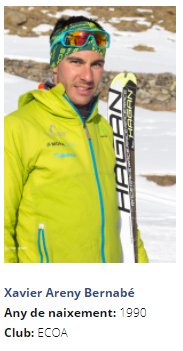 HAGAN
HAGAN
Xavier Areny Bernabé
Any de naixement: 1990
Club: ECOA